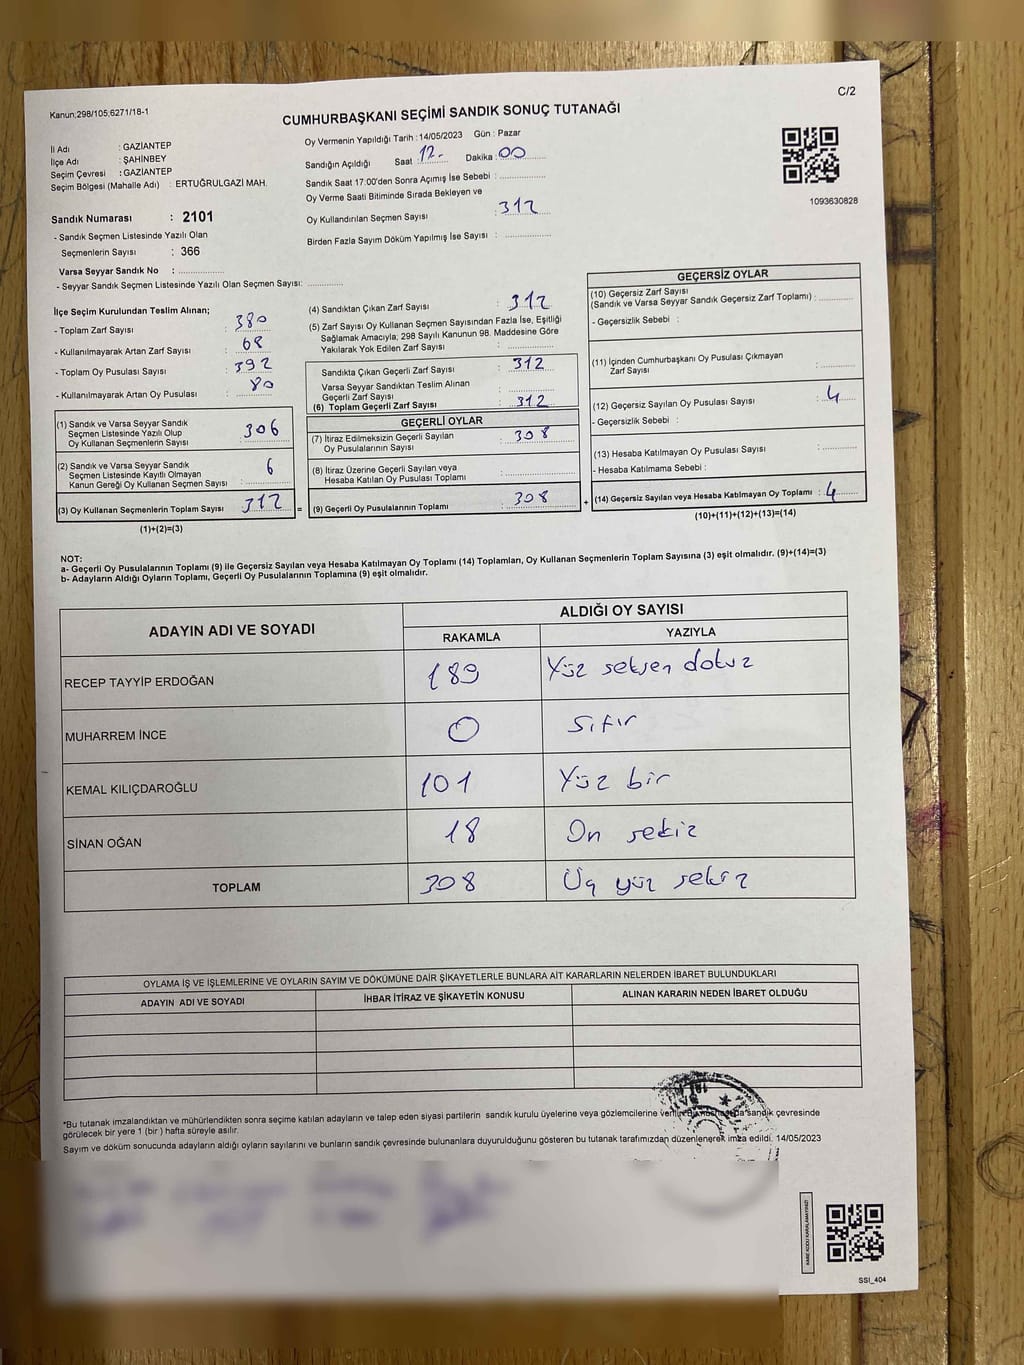 C/2
Kanun:298/105;6271/18-1
CUMHURBAŞKANI SEÇİMİ SANDIK SONUÇ TUTANAĞI
İl Adı : GAZİANTEP
İlçe Adı : ŞAHİNBEY
Seçim Çevresi : GAZİANTEP
Seçim Bölgesi (Mahalle Adı) : ERTUĞRULGAZİ MAH.
Oy Vermenin Yapıldığı Tarih : 14/05/2023 Gün : Pazar
Sandığın Açıldığı Saat : 12- Dakika : 00
Sandık Saat 17:00'den Sonra Açımış İse Sebebi :
Oy Verme Saati Bitiminde Sırada Bekleyen ve
Oy Kullandırılan Seçmen Sayısı : 312
Birden Fazla Sayım Döküm Yapılmış İse Sayısı :
1093630828
Sandık Numarası : 2101
- Sandık Seçmen Listesinde Yazılı Olan
Seçmenlerin Sayısı : 366
Varsa Seyyar Sandık No :
- Seyyar Sandık Seçmen Listesinde Yazılı Olan Seçmen Sayısı:
İlçe Seçim Kurulundan Teslim Alınan;
- Toplam Zarf Sayısı : 380
- Kullanılmayarak Artan Zarf Sayısı : 68
- Toplam Oy Pusulası Sayısı : 392
- Kullanılmayarak Artan Oy Pusulası : 80
(1) Sandık ve Varsa Seyyar Sandık
Seçmen Listesinde Yazılı Olup
Oy Kullanan Seçmenlerin Sayısı : 306
(2) Sandık ve Varsa Seyyar Sandık
Seçmen Listesinde Kayıtlı Olmayan
Kanun Gereği Oy Kullanan Seçmen Sayısı : 6
(3) Oy Kullanan Seçmenlerin Toplam Sayısı : 312 =
(1)+(2)=(3)
(4) Sandıktan Çıkan Zarf Sayısı : 312
(5) Zarf Sayısı Oy Kullanan Seçmen Sayısından Fazla İse, Eşitliği
Sağlamak Amacıyla; 298 Sayılı Kanunun 98. Maddesine Göre
Yakılarak Yok Edilen Zarf Sayısı :
Sandıkta Çıkan Geçerli Zarf Sayısı : 312
Varsa Seyyar Sandıktan Teslim Alınan
Geçerli Zarf Sayısı :
(6) Toplam Geçerli Zarf Sayısı : 312
GEÇERLİ OYLAR
(7) İtiraz Edilmeksizin Geçerli Sayılan
Oy Pusulalarının Sayısı : 308
(8) İtiraz Üzerine Geçerli Sayılan veya
Hesaba Katılan Oy Pusulası Toplamı :
(9) Geçerli Oy Pusulalarının Toplamı : 308 +
GEÇERSİZ OYLAR
(10) Geçersiz Zarf Sayısı
(Sandık ve Varsa Seyyar Sandık Geçersiz Zarf Toplamı) :
- Geçersizlik Sebebi :
(11) İçinden Cumhurbaşkanı Oy Pusulası Çıkmayan
Zarf Sayısı :
(12) Geçersiz Sayılan Oy Pusulası Sayısı : 4
- Geçersizlik Sebebi :
(13) Hesaba Katılmayan Oy Pusulası Sayısı :
- Hesaba Katılmama Sebebi :
(14) Geçersiz Sayılan veya Hesaba Katılmayan Oy Toplamı : 4
(10)+(11)+(12)+(13)=(14)
NOT:
a- Geçerli Oy Pusulalarının Toplamı (9) ile Geçersiz Sayılan veya Hesaba Katılmayan Oy Toplamı (14) Toplamları, Oy Kullanan Seçmenlerin Toplam Sayısına (3) eşit olmalıdır. (9)+(14)=(3)
b- Adayların Aldığı Oyların Toplamı, Geçerli Oy Pusulalarının Toplamına (9) eşit olmalıdır.
ADAYIN ADI VE SOYADI
ALDIĞI OY SAYISI
RAKAMLA YAZIYLA
RECEP TAYYİP ERDOĞAN 189 Yüz seksen dokuz
MUHARREM İNCE 0 Sıfır
KEMAL KILIÇDAROĞLU 101 Yüz bir
SİNAN OĞAN 18 On sekiz
TOPLAM 308 Üç yüz sekiz
OYLAMA İŞ VE İŞLEMLERİNE VE OYLARIN SAYIM VE DÖKÜMÜNE DAİR ŞİKAYETLERLE BUNLARA AİT KARARLARIN NELERDEN İBARET BULUNDUKLARI
ADAYIN ADI VE SOYADI İHBAR İTİRAZ VE ŞİKAYETİN KONUSU ALINAN KARARIN NEDEN İBARET OLDUĞU
*Bu tutanak imzalandıktan ve mühürlendikten sonra seçime katılan adayların ve talep eden siyasi partilerin sandık kurulu üyelerine veya gözlemcilerine sandık çevresinde
görülecek bir yere 1 (bir ) hafta süreyle asılır.
Sayım ve döküm sonucunda adayların aldığı oyların sayılarını ve bunların sandık çevresinde bulunanlara duyurulduğunu gösteren bu tutanak tarafımızdan düzenlenerek imza edildi. 14/05/2023
KARE KODU KARALAMAYINIZ!
SSI_404